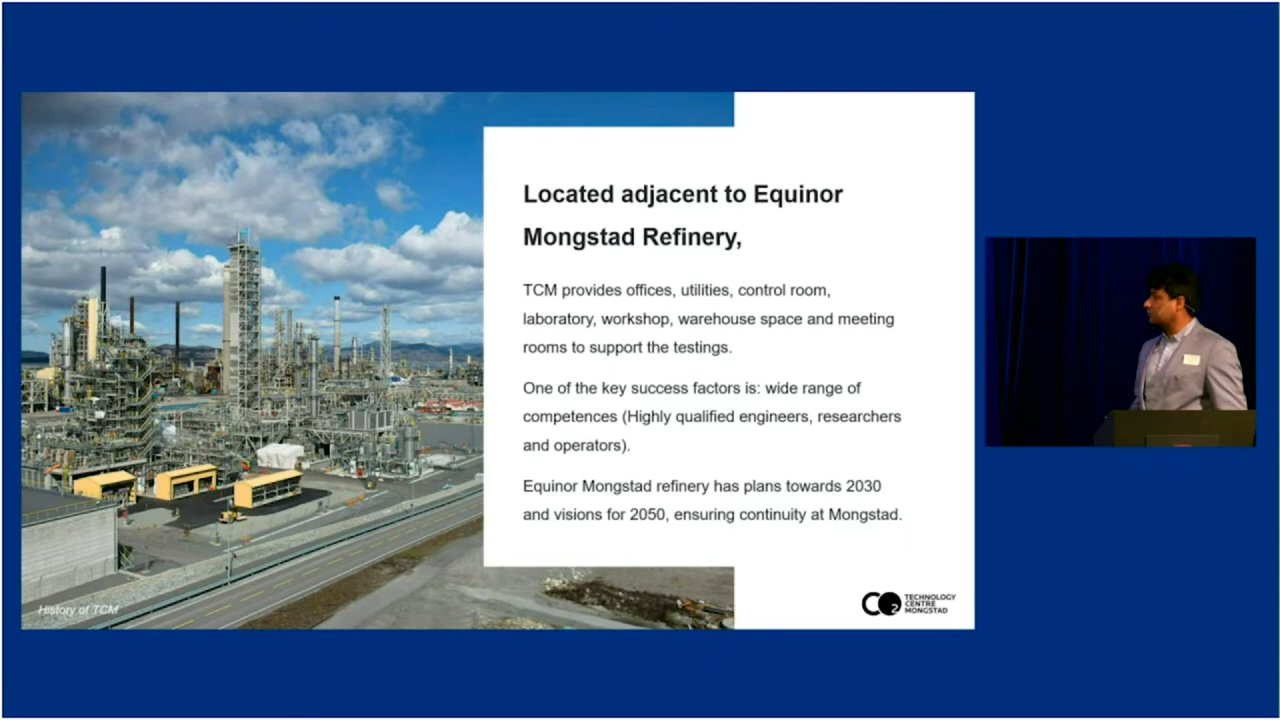 Located adjacent to Equinor
Mongstad Refinery,
TCM provides offices, utilities, control room,
laboratory, workshop, warehouse space and meeting
rooms to support the testings.
One of the key success factors is: wide range of
competences (Highly qualified engineers, researchers
and operators).
Equinor Mongstad refinery has plans towards 2030
and visions for 2050, ensuring continuity at Mongstad.
History of TCM
CO2
TECHNOLOGY
CENTRE
MONGSTAD